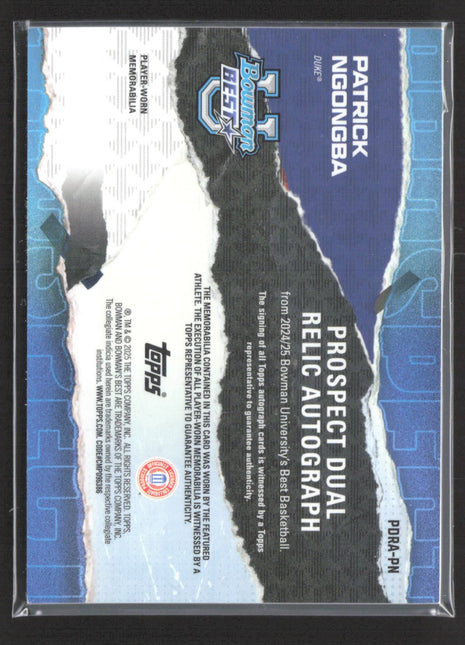 PATRICK
NGONGBA
DUKE®
U
Bowman
BEST
PLAYER-WORN
MEMORABILIA
PDRA-PN
PROSPECT DUAL
RELIC AUTOGRAPH
from 2024/25 Bowman University's Best Basketball.
The signing of all Topps autograph cards is witnessed by a Topps
representative to guarantee authenticity.
THE MEMORABILIA CONTAINED IN THIS CARD WAS WORN BY THE FEATURED
ATHLETE. THE EXECUTION OF ALL PLAYER-WORN MEMORABILIA IS WITNESSED BY A
TOPPS REPRESENTATIVE TO GUARANTEE AUTHENTICITY.
topps®
®, TM & © 2025 THE TOPPS COMPANY, INC. ALL RIGHTS RESERVED. TOPPS,
BOWMAN AND BOWMAN'S BEST ARE TRADEMARKS OF THE TOPPS COMPANY, INC.
The collegiate indicia used herein are trademarks owned by the respective collegiate
institutions. WWW.TOPPS.COM. CODE#CMP098386